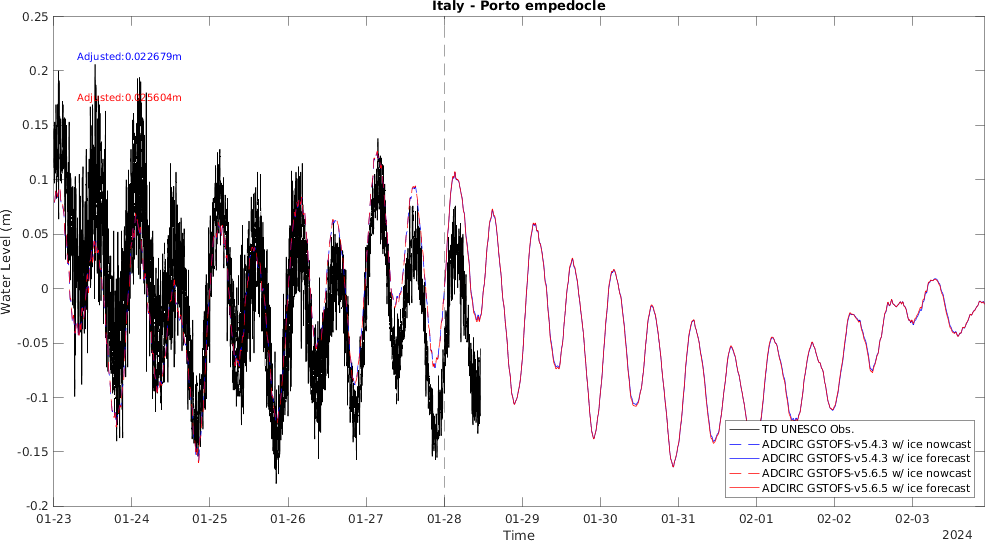 Italy - Porto empedocle
0.25
0.2
0.15
0.1
0.05
0
-0.05
-0.1
-0.15
-0.2
Water Level (m)
Adjusted:0.022679m
Adjusted:0.025604m
TD UNESCO Obs.
ADCIRC GSTOFS-v5.4.3 w/ ice nowcast
ADCIRC GSTOFS-v5.4.3 w/ ice forecast
ADCIRC GSTOFS-v5.6.5 w/ ice nowcast
ADCIRC GSTOFS-v5.6.5 w/ ice forecast
01-23 01-24 01-25 01-26 01-27 01-28 01-29 01-30 01-31 02-01 02-02 02-03
Time
2024